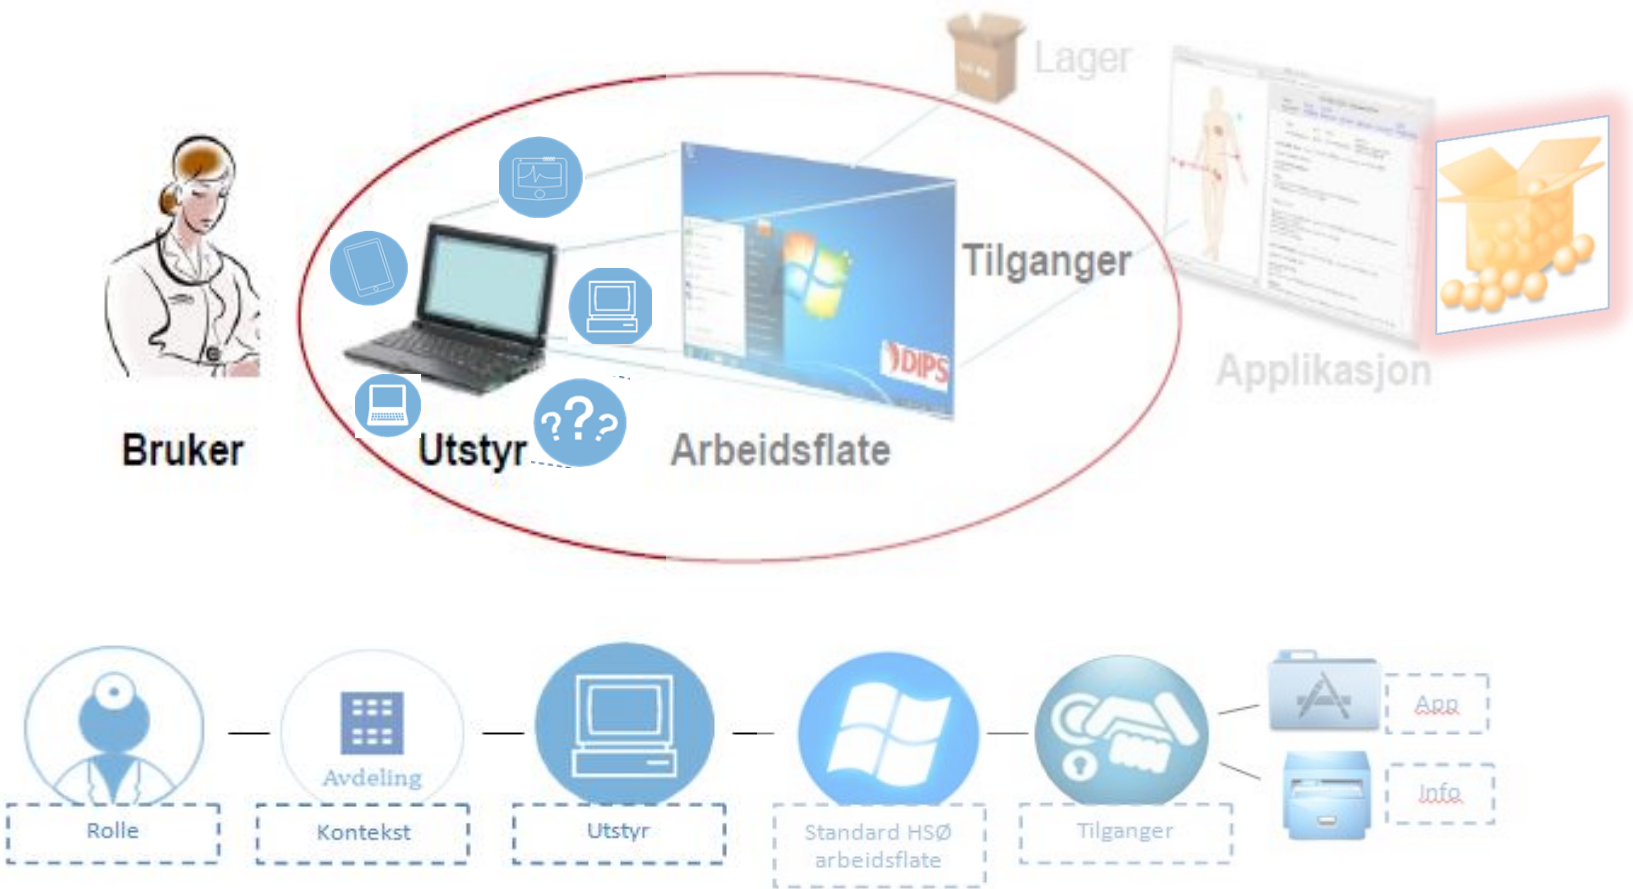 Lager
Tilganger
DIPS
Applikasjon
Bruker
Utstyr
???
Arbeidsflate
Avdeling
Rolle
Kontekst
Utstyr
Standard HSØ
arbeidsflate
Tilganger
App
Info